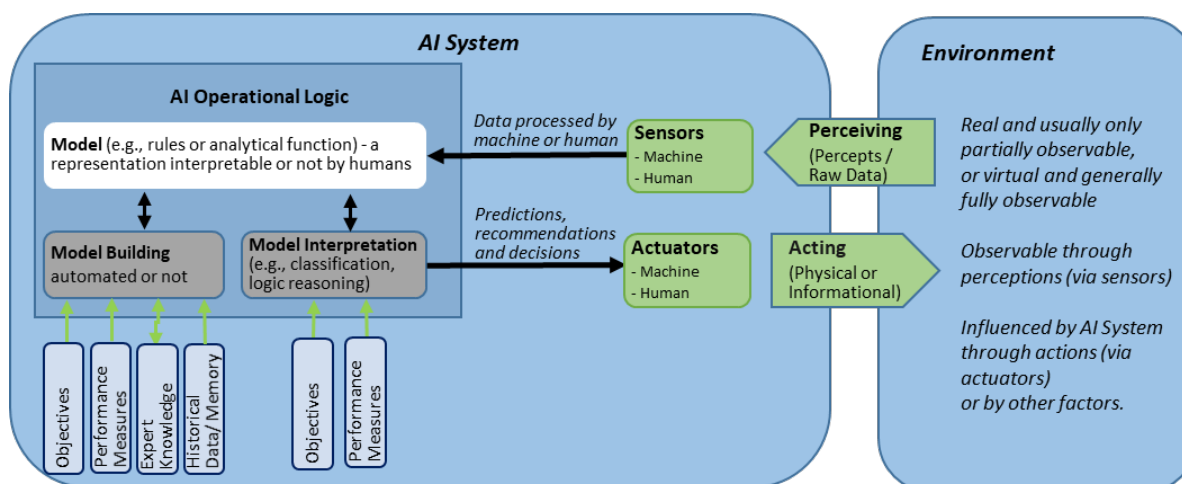 AI System
AI Operational Logic
Model (e.g., rules or analytical function) - a
representation interpretable or not by humans
Model Building
automated or not
Model Interpretation
(e.g., classification,
logic reasoning)
Objectives
Performance
Measures
Expert
Knowledge
Historical
Data/ Memory
Objectives
Performance
Measures
Data processed by
machine or human
Predictions,
recommendations
and decisions
Sensors
- Machine
- Human
Actuators
- Machine
- Human
Perceiving
(Percepts /
Raw Data)
Acting
(Physical or
Informational)
Environment
Real and usually only
partially observable,
or virtual and generally
fully observable
Observable through
perceptions (via sensors)
Influenced by AI System
through actions (via
actuators)
or by other factors.